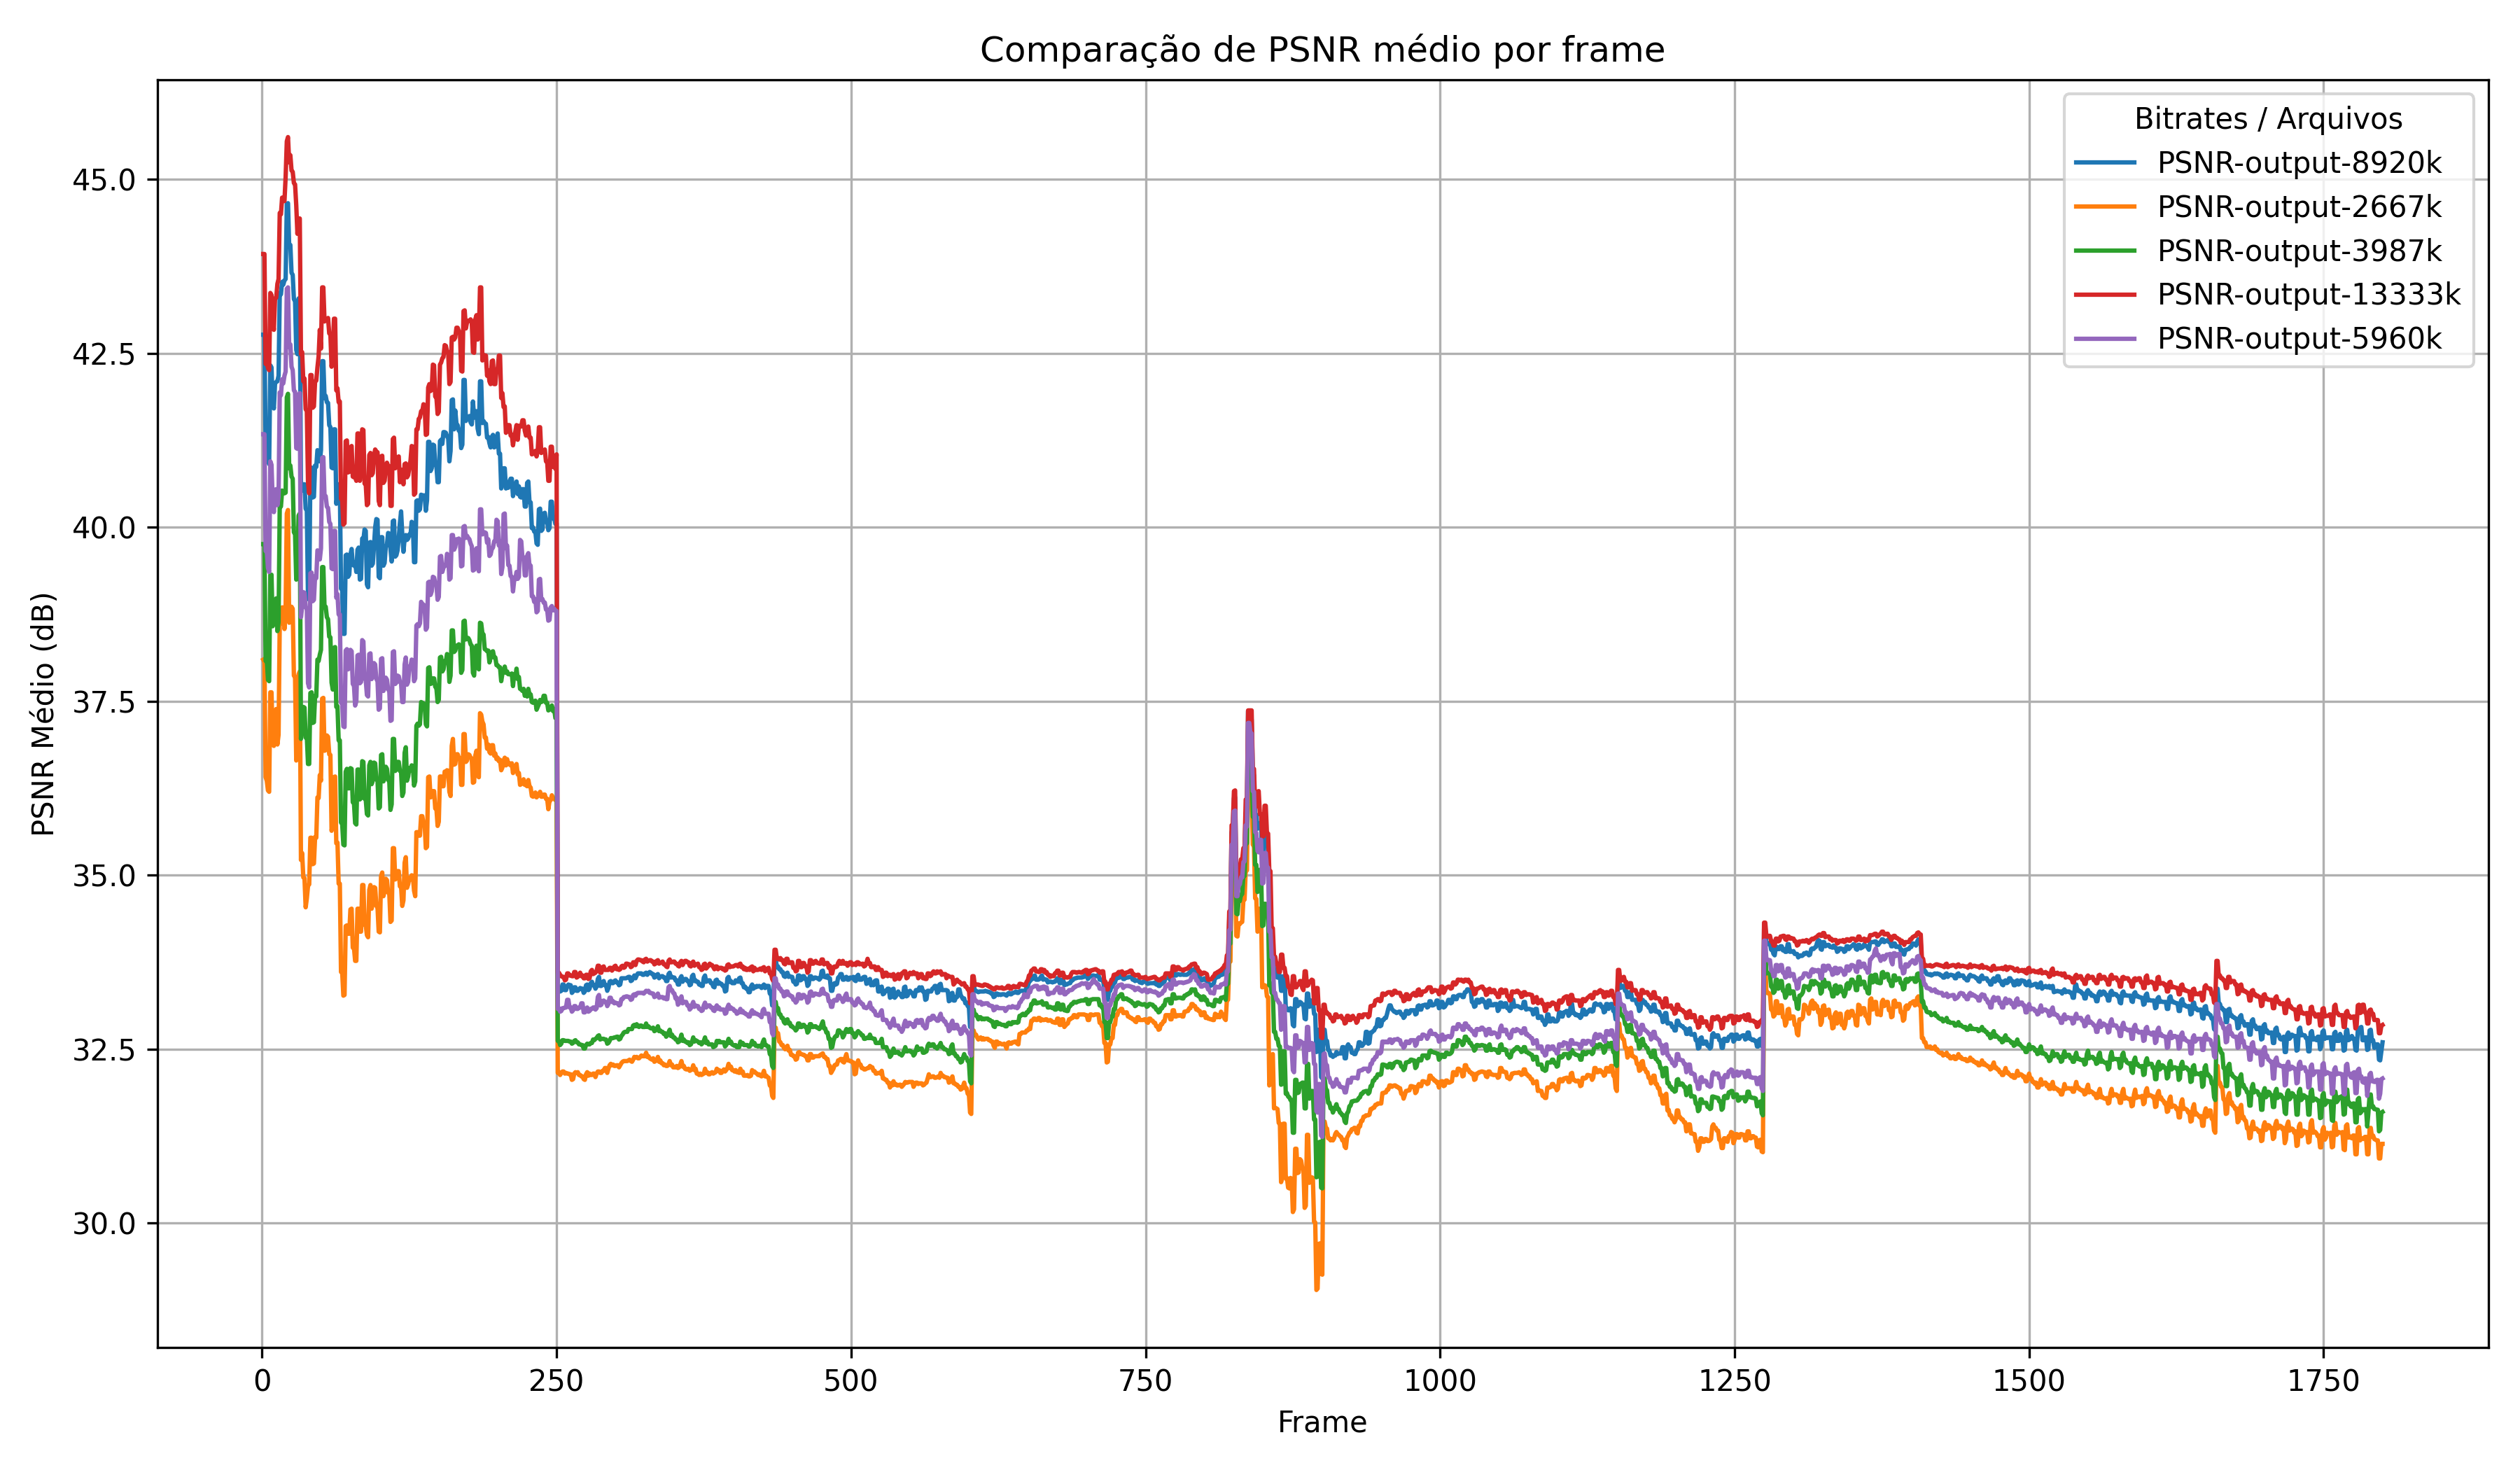 Comparação de PSNR médio por frame
Bitrates / Arquivos
PSNR-output-8920k
PSNR-output-2667k
PSNR-output-3987k
PSNR-output-13333k
PSNR-output-5960k
PSNR Médio (dB)
45.0
42.5
40.0
37.5
35.0
32.5
30.0
0 250 500 750 1000 1250 1500 1750
Frame